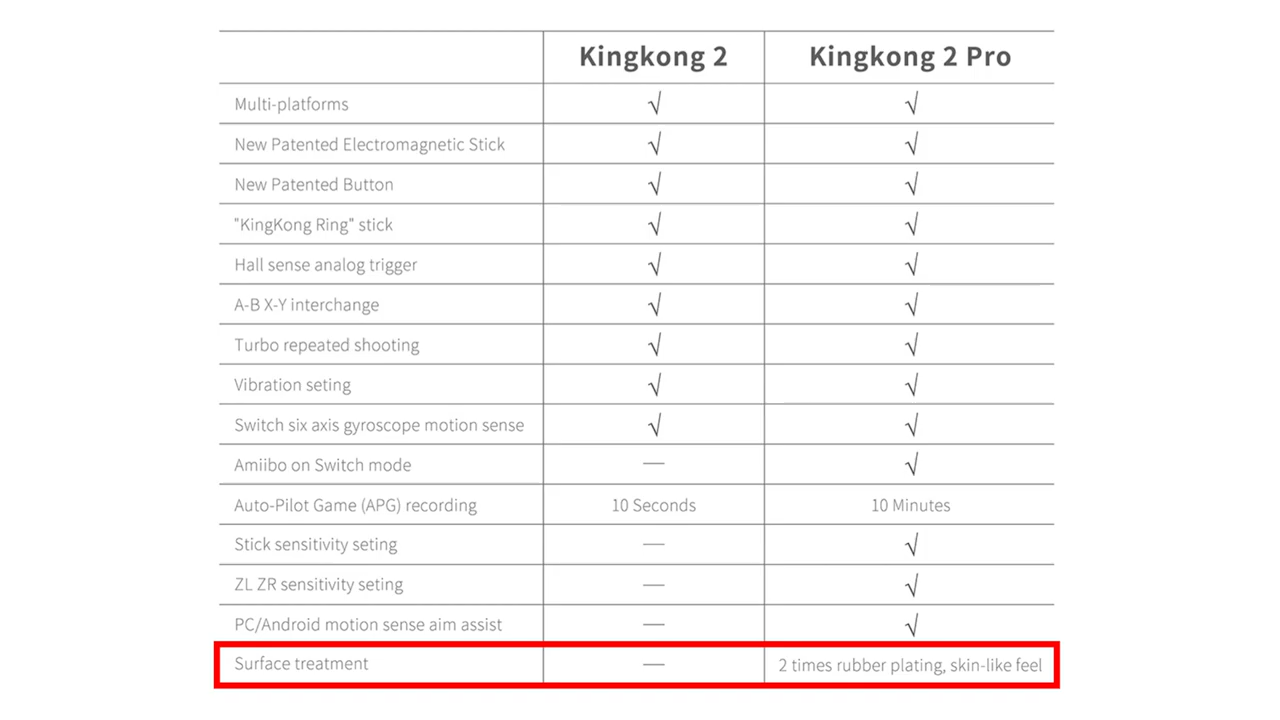 Kingkong 2 Kingkong 2 Pro
Multi-platforms √ √
New Patented Electromagnetic Stick √ √
New Patented Button √ √
"KingKong Ring" stick √ √
Hall sense analog trigger √ √
A-B X-Y interchange √ √
Turbo repeated shooting √ √
Vibration seting √ √
Switch six axis gyroscope motion sense √ √
Amiibo on Switch mode — √
Auto-Pilot Game (APG) recording 10 Seconds 10 Minutes
Stick sensitivity seting — √
ZL ZR sensitivity seting — √
PC/Android motion sense aim assist — √
Surface treatment — 2 times rubber plating, skin-like feel